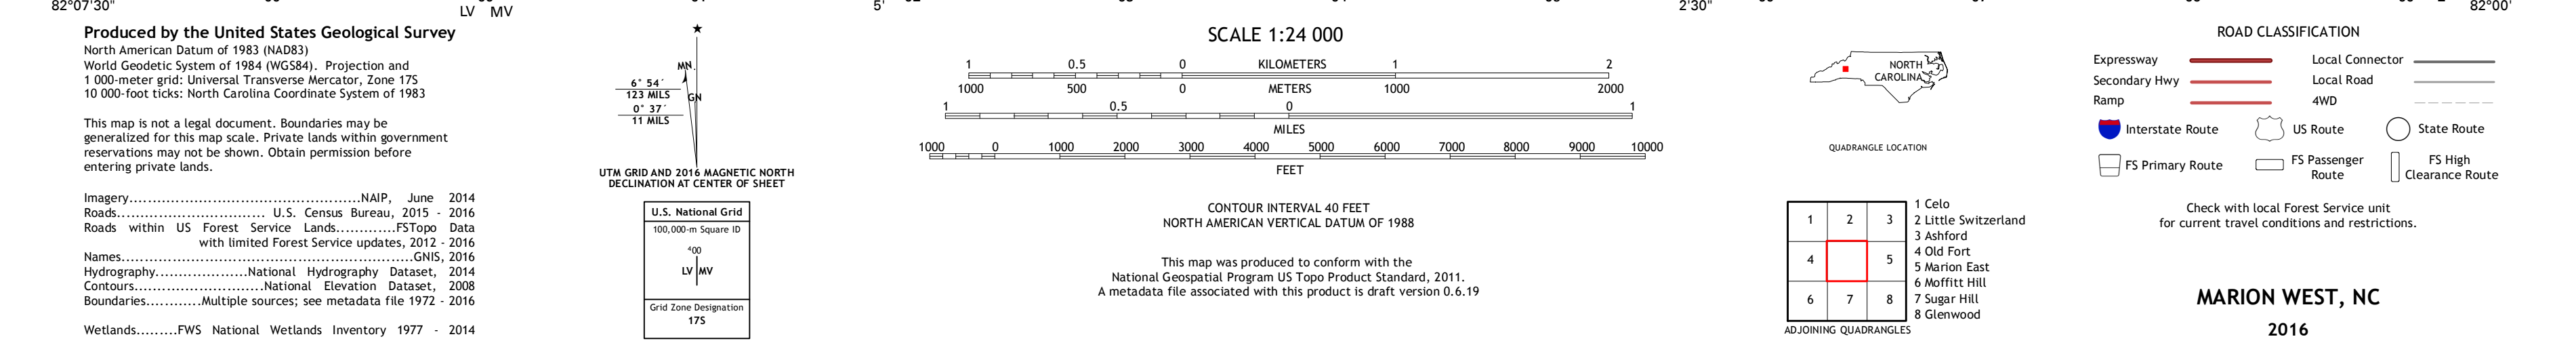 82°07'30"
LV MV
5'
2'30"
82°00'
Produced by the United States Geological Survey
North American Datum of 1983 (NAD83)
World Geodetic System of 1984 (WGS84). Projection and
1 000-meter grid: Universal Transverse Mercator, Zone 17S
10 000-foot ticks: North Carolina Coordinate System of 1983
This map is not a legal document. Boundaries may be
generalized for this map scale. Private lands within government
reservations may not be shown. Obtain permission before
entering private lands.
Imagery..........................................NAIP, June 2014
Roads.............................. U.S. Census Bureau, 2015 - 2016
Roads within US Forest Service Lands............FSTopo Data
with limited Forest Service updates, 2012 - 2016
Names.......................................................GNIS, 2016
Hydrography...................National Hydrography Dataset, 2014
Contours.......................National Elevation Dataset, 2008
Boundaries............Multiple sources; see metadata file 1972 - 2016
Wetlands.........FWS National Wetlands Inventory 1977 - 2014
MN
GN
6° 54´
123 MILS
0° 37´
11 MILS
UTM GRID AND 2016 MAGNETIC NORTH
DECLINATION AT CENTER OF SHEET
U.S. National Grid
100,000-m Square ID
⁴00
LV MV
Grid Zone Designation
17S
SCALE 1:24 000
1 0.5 0 KILOMETERS 1 2
1000 500 0 METERS 1000 2000
1 0.5 0 1
MILES
1000 0 1000 2000 3000 4000 5000 6000 7000 8000 9000 10000
FEET
CONTOUR INTERVAL 40 FEET
NORTH AMERICAN VERTICAL DATUM OF 1988
This map was produced to conform with the
National Geospatial Program US Topo Product Standard, 2011.
A metadata file associated with this product is draft version 0.6.19
NORTH
CAROLINA
QUADRANGLE LOCATION
1 2 3
4 5
6 7 8
ADJOINING QUADRANGLES
1 Celo
2 Little Switzerland
3 Ashford
4 Old Fort
5 Marion East
6 Moffitt Hill
7 Sugar Hill
8 Glenwood
ROAD CLASSIFICATION
Expressway Local Connector
Secondary Hwy Local Road
Ramp 4WD
Interstate Route US Route State Route
FS Primary Route
FS Passenger
Route
FS High
Clearance Route
Check with local Forest Service unit
for current travel conditions and restrictions.
MARION WEST, NC
2016